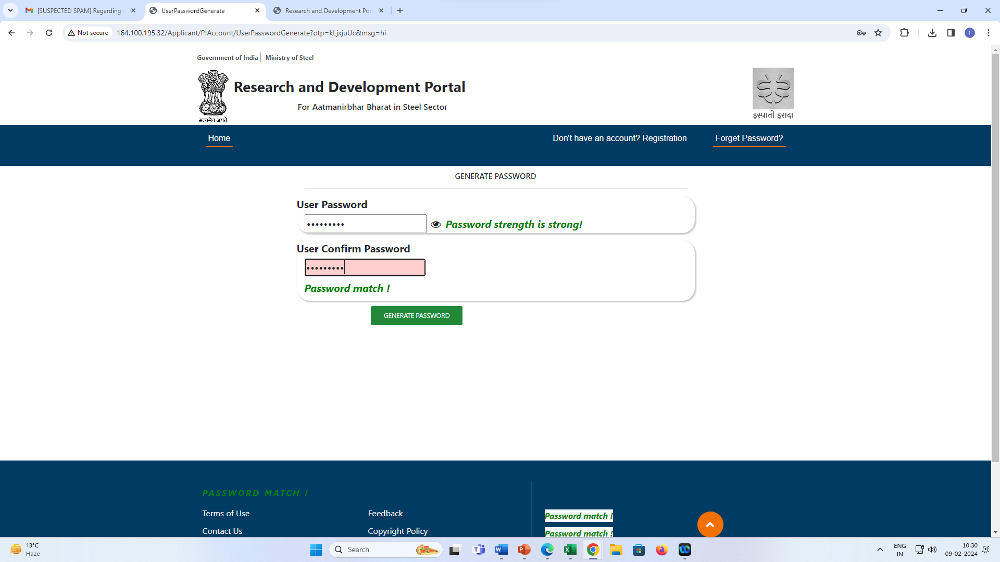 [SUSPECTED SPAM] Regarding
UserPasswordGenerate
Research and Development Por
Not secure
164.100.195.32/Applicant/PIAccount/UserPasswordGenerate?otp=kLjxjuUc&msg=hi
T
Government of India
Ministry of Steel
Research and Development Portal
For Aatmanirbhar Bharat in Steel Sector
सत्यमेव जयते
इस्पाती इरादा
Home
Don't have an account? Registration
Forget Password?
GENERATE PASSWORD
User Password
•••••••••
Password strength is strong!
User Confirm Password
•••••••••
Password match !
GENERATE PASSWORD
PASSWORD MATCH !
Terms of Use
Feedback
Password match !
Contact Us
Copyright Policy
Password match !
13°C
Haze
Search
ENG
IN
10:30
09-02-2024